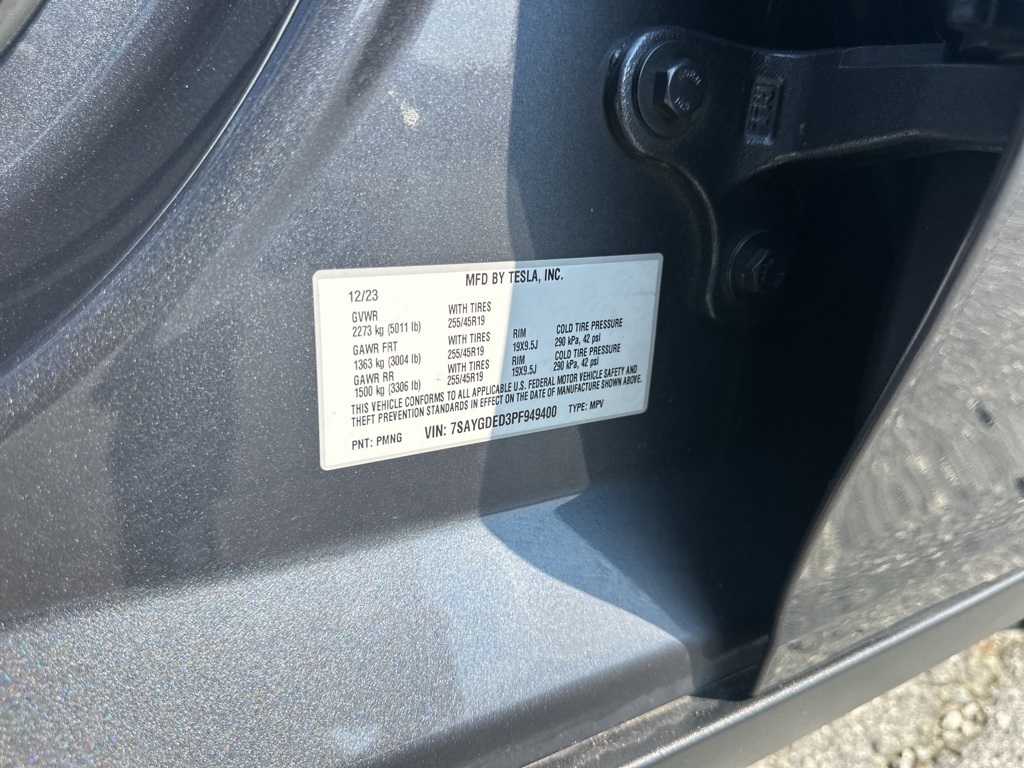 MFD BY TESLA, INC.
12/23
GVWR WITH TIRES
2273 kg (5011 lb) 255/45R19
GAWR FRT WITH TIRES RIM COLD TIRE PRESSURE
1363 kg (3004 lb) 255/45R19 19X9.5J 290 kPa, 42 psi
GAWR RR WITH TIRES RIM COLD TIRE PRESSURE
1500 kg (3306 lb) 255/45R19 19X9.5J 290 kPa, 42 psi
THIS VEHICLE CONFORMS TO ALL APPLICABLE U.S. FEDERAL MOTOR VEHICLE SAFETY AND
THEFT PREVENTION STANDARDS IN EFFECT ON THE DATE OF MANUFACTURE SHOWN ABOVE.
PNT: PMNG VIN: 7SAYGDED3PF949400 TYPE: MPV